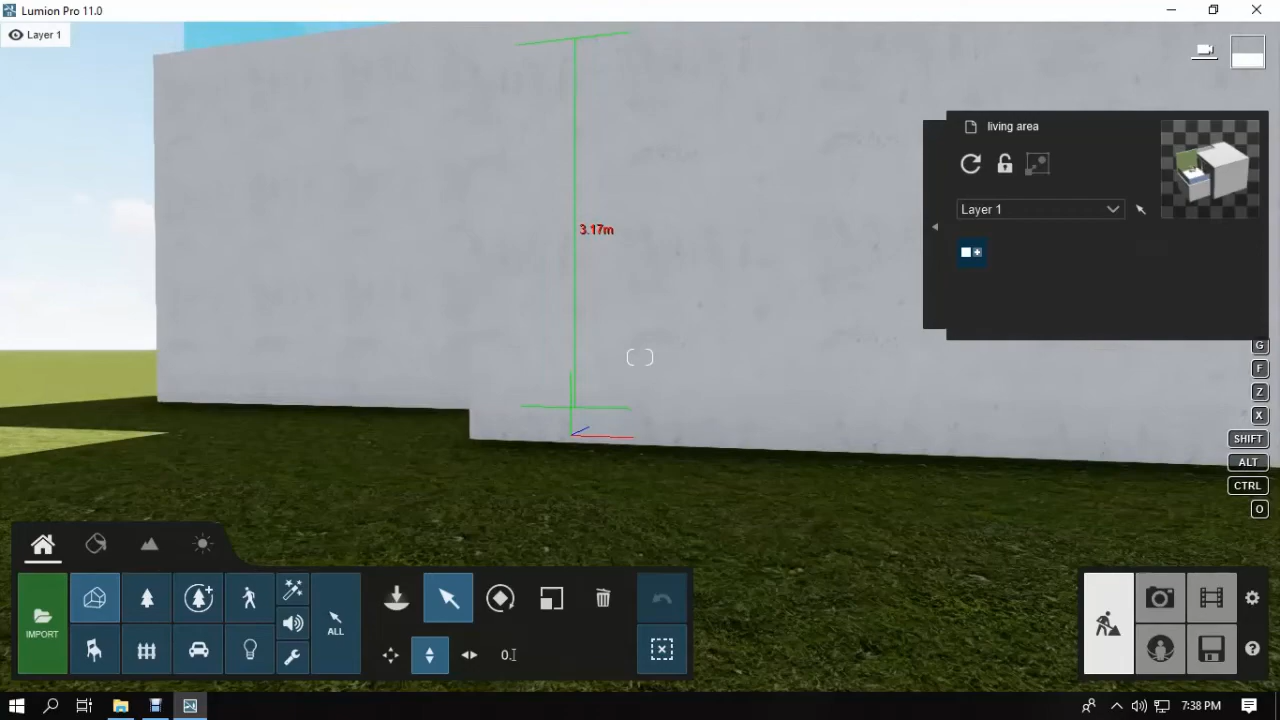 Lumion Pro 11.0
Layer 1
living area
Layer 1
3.17m
G
F
Z
X
SHIFT
ALT
CTRL
O
IMPORT
ALL
0.
7:38 PM